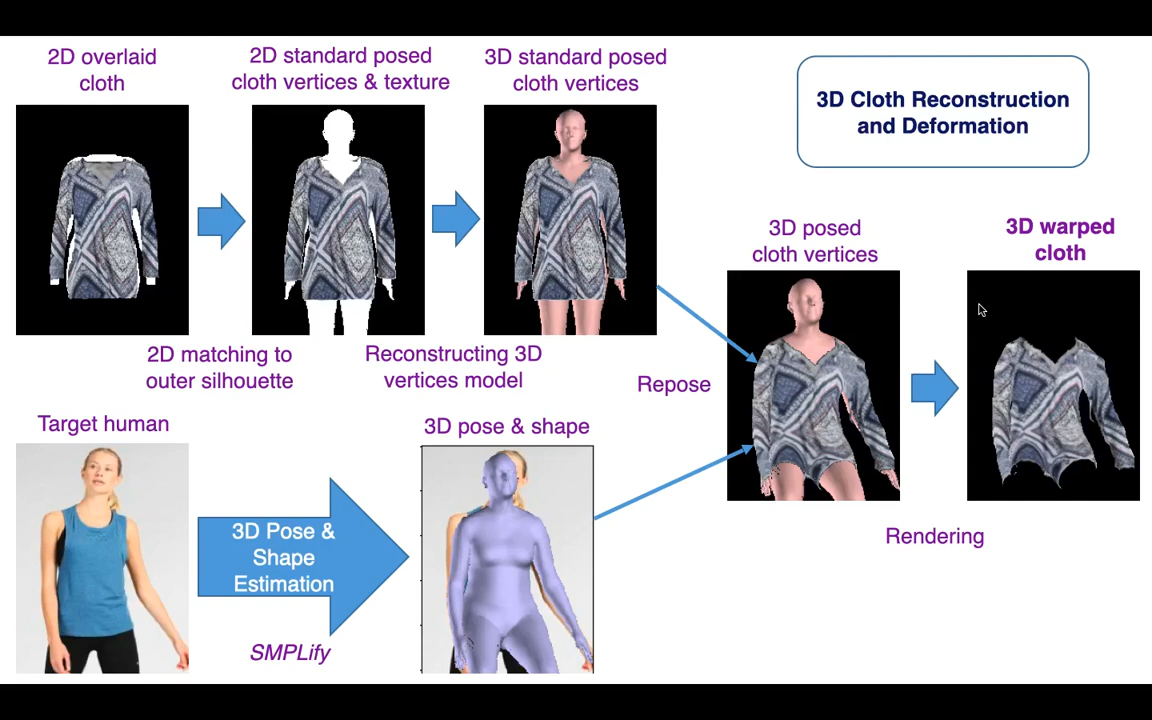 2D overlaid
cloth
2D standard posed
cloth vertices & texture
3D standard posed
cloth vertices
3D Cloth Reconstruction
and Deformation
3D posed
cloth vertices
3D warped
cloth
2D matching to
outer silhouette
Reconstructing 3D
vertices model
Repose
Target human
3D pose & shape
3D Pose &
Shape
Estimation
SMPLify
Rendering